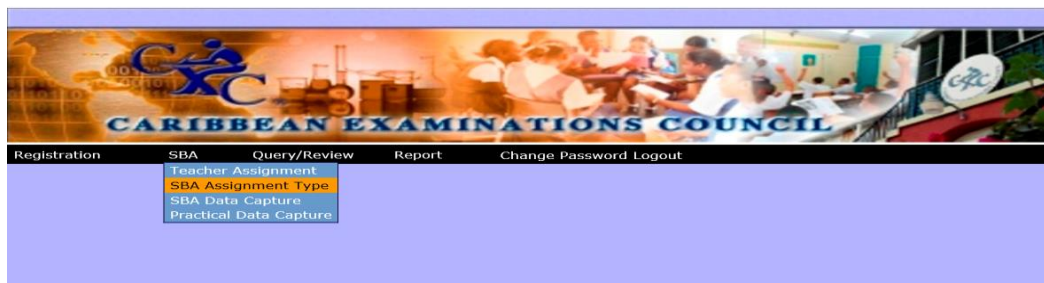 CXC
CARIBBEAN EXAMINATIONS COUNCIL
CXC
Registration SBA Query/Review Report Change Password Logout
Teacher Assignment
SBA Assignment Type
SBA Data Capture
Practical Data Capture